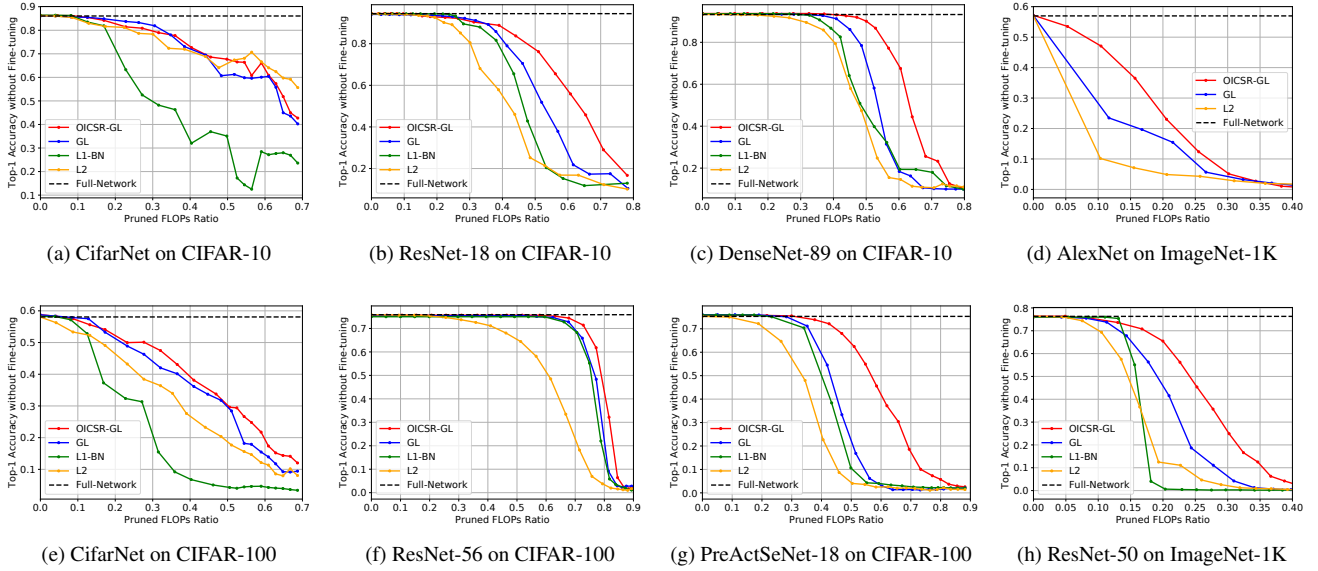 0.9
0.8
0.7
0.6
0.5
0.4
0.3
0.2
0.1
Top-1 Accuracy without Fine-tuning
OICSR-GL
GL
L1-BN
L2
Full-Network
0.0 0.1 0.2 0.3 0.4 0.5 0.6 0.7
Pruned FLOPs Ratio
(a) CifarNet on CIFAR-10
0.8
0.6
0.4
0.2
Top-1 Accuracy without Fine-tuning
OICSR-GL
GL
L1-BN
L2
Full-Network
0.0 0.1 0.2 0.3 0.4 0.5 0.6 0.7 0.8
Pruned FLOPs Ratio
(b) ResNet-18 on CIFAR-10
0.8
0.6
0.4
0.2
Top-1 Accuracy without Fine-tuning
OICSR-GL
GL
L1-BN
L2
Full-Network
0.0 0.1 0.2 0.3 0.4 0.5 0.6 0.7 0.8
Pruned FLOPs Ratio
(c) DenseNet-89 on CIFAR-10
0.6
0.5
0.4
0.3
0.2
0.1
0.0
Top-1 Accuracy without Fine-tuning
OICSR-GL
GL
L2
Full-Network
0.00 0.05 0.10 0.15 0.20 0.25 0.30 0.35 0.40
Pruned FLOPs Ratio
(d) AlexNet on ImageNet-1K
0.6
0.5
0.4
0.3
0.2
0.1
Top-1 Accuracy without Fine-tuning
OICSR-GL
GL
L1-BN
L2
Full-Network
0.0 0.1 0.2 0.3 0.4 0.5 0.6 0.7
Pruned FLOPs Ratio
(e) CifarNet on CIFAR-100
0.7
0.6
0.5
0.4
0.3
0.2
0.1
0.0
Top-1 Accuracy without Fine-tuning
OICSR-GL
GL
L1-BN
L2
Full-Network
0.0 0.1 0.2 0.3 0.4 0.5 0.6 0.7 0.8 0.9
Pruned FLOPs Ratio
(f) ResNet-56 on CIFAR-100
0.7
0.6
0.5
0.4
0.3
0.2
0.1
0.0
Top-1 Accuracy without Fine-tuning
OICSR-GL
GL
L1-BN
L2
Full-Network
0.0 0.1 0.2 0.3 0.4 0.5 0.6 0.7 0.8 0.9
Pruned FLOPs Ratio
(g) PreActSeNet-18 on CIFAR-100
0.8
0.7
0.6
0.5
0.4
0.3
0.2
0.1
0.0
Top-1 Accuracy without Fine-tuning
OICSR-GL
GL
L1-BN
L2
Full-Network
0.00 0.05 0.10 0.15 0.20 0.25 0.30 0.35 0.40
Pruned FLOPs Ratio
(h) ResNet-50 on ImageNet-1K